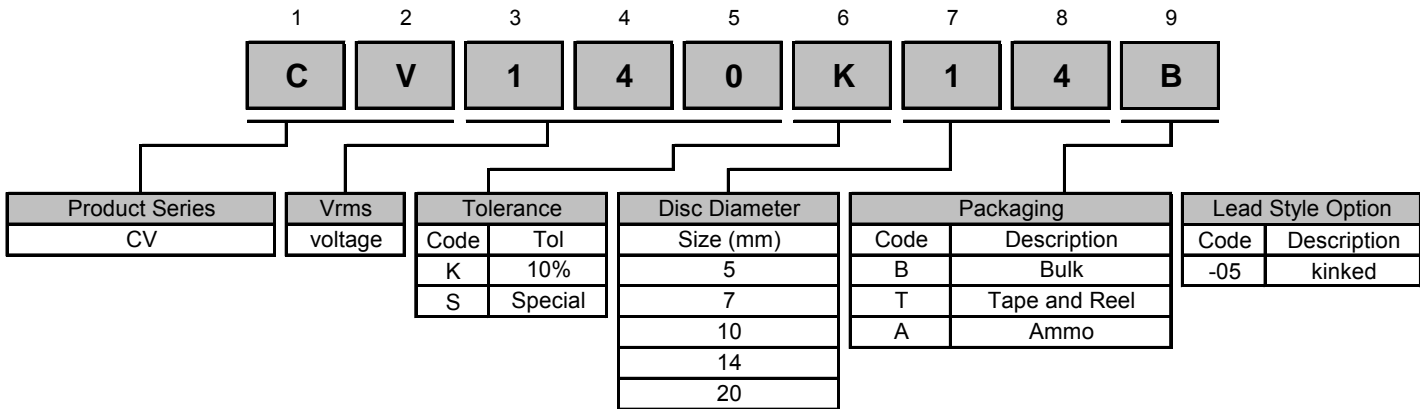 1 2 3 4 5 6 7 8 9
C V 1 4 0 K 1 4 B
Product Series Vrms Tolerance Disc Diameter Packaging Lead Style Option
CV voltage Code Tol Size (mm) Code Description Code Description
K 10% 5 B Bulk -05 kinked
S Special 7 T Tape and Reel
10 A Ammo
14
20